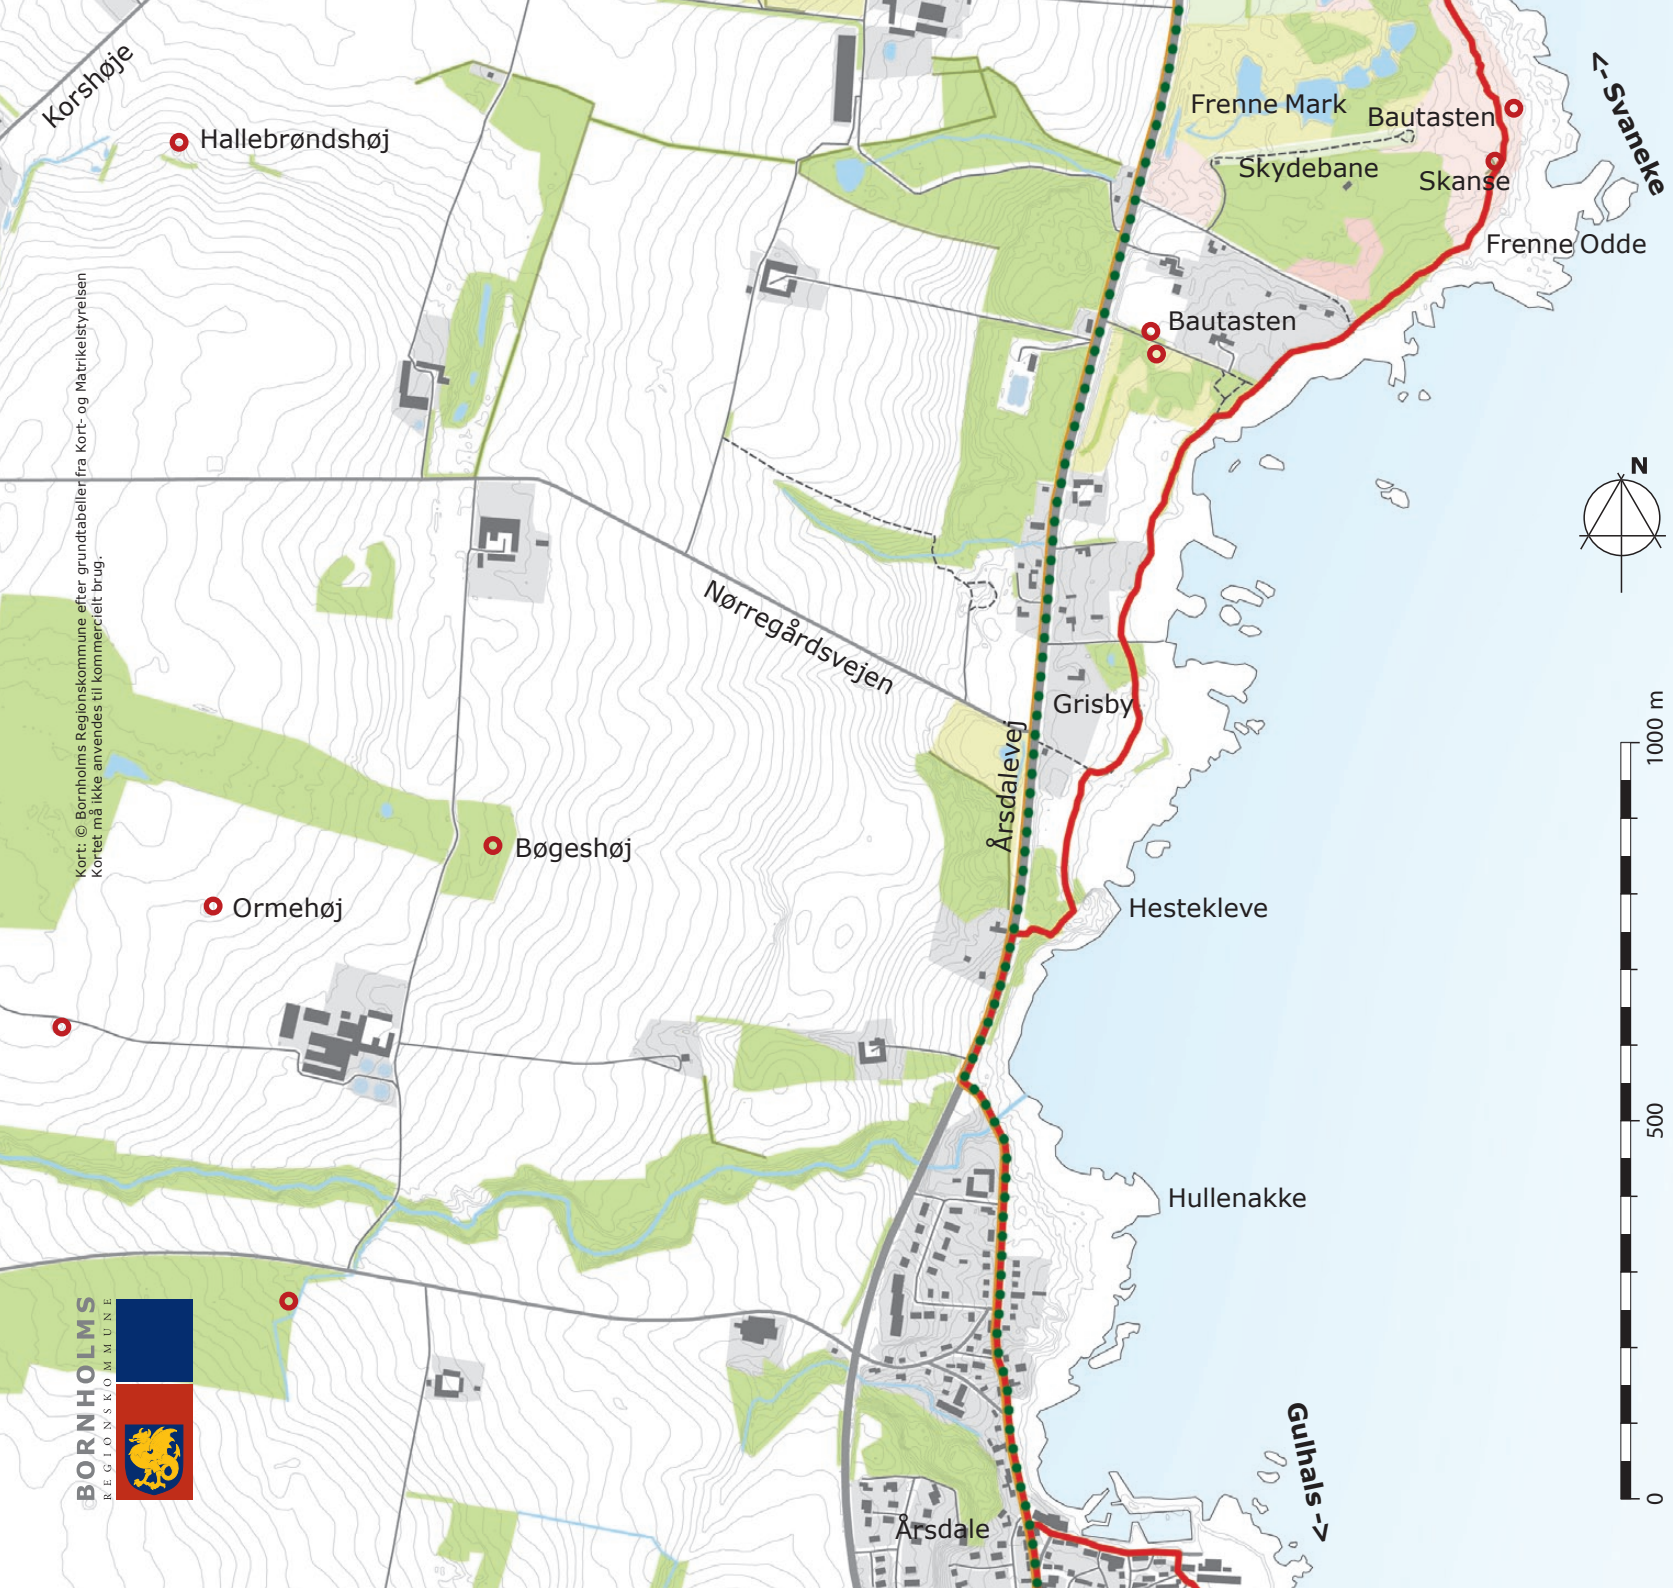 Korshøje
Hallebrøndshøj
<- Svaneke
Frenne Mark
Bautasten
Skydebane
Skanse
Frenne Odde
Bautasten
N
Kort: © Bornholms Regionskommune efter grundtabeller fra Kort- og Matrikelstyrelsen
Kortet må ikke anvendes til kommercielt brug.
Nørregårdsvejen
Grisby
Årsdalevej
1000 m
Bøgeshøj
Ormehøj
Hestekleve
500
Hullenakke
BORNHOLMS
REGIONSKOMMUNE
Gulhals ->
0
Årsdale